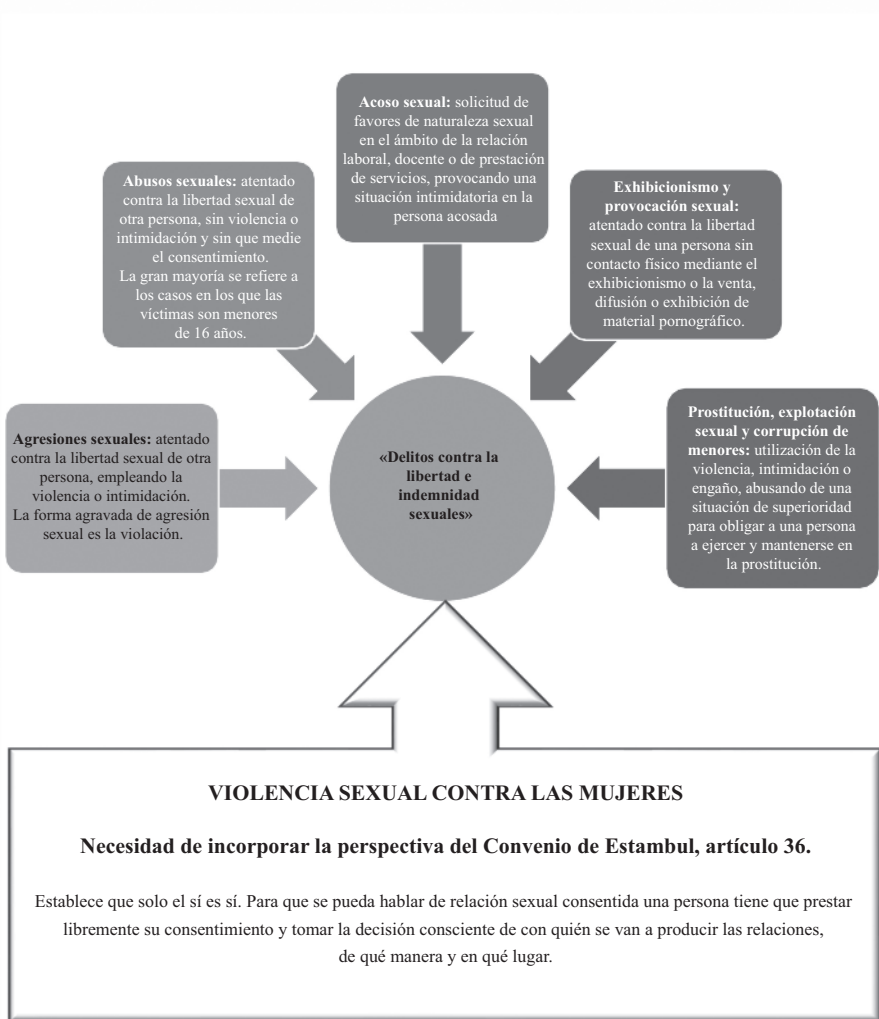 Acoso sexual: solicitud de
favores de naturaleza sexual
en el ámbito de la relación
laboral, docente o de prestación
de servicios, provocando una
situación intimidatoria en la
persona acosada
Abusos sexuales: atentado
contra la libertad sexual de
otra persona, sin violencia o
intimidación y sin que medie
el consentimiento.
La gran mayoría se refiere a
los casos en los que las
víctimas son menores
de 16 años.
Exhibicionismo y
provocación sexual:
atentado contra la libertad
sexual de una persona sin
contacto físico mediante el
exhibicionismo o la venta,
difusión o exhibición de
material pornográfico.
Agresiones sexuales: atentado
contra la libertad sexual de otra
persona, empleando la
violencia o intimidación.
La forma agravada de agresión
sexual es la violación.
«Delitos contra la
libertad e
indemnidad
sexuales»
Prostitución, explotación
sexual y corrupción de
menores: utilización de la
violencia, intimidación o
engaño, abusando de una
situación de superioridad
para obligar a una persona
a ejercer y mantenerse en
la prostitución.
VIOLENCIA SEXUAL CONTRA LAS MUJERES
Necesidad de incorporar la perspectiva del Convenio de Estambul, artículo 36.
Establece que solo el sí es sí. Para que se pueda hablar de relación sexual consentida una persona tiene que prestar
libremente su consentimiento y tomar la decisión consciente de con quién se van a producir las relaciones,
de qué manera y en qué lugar.